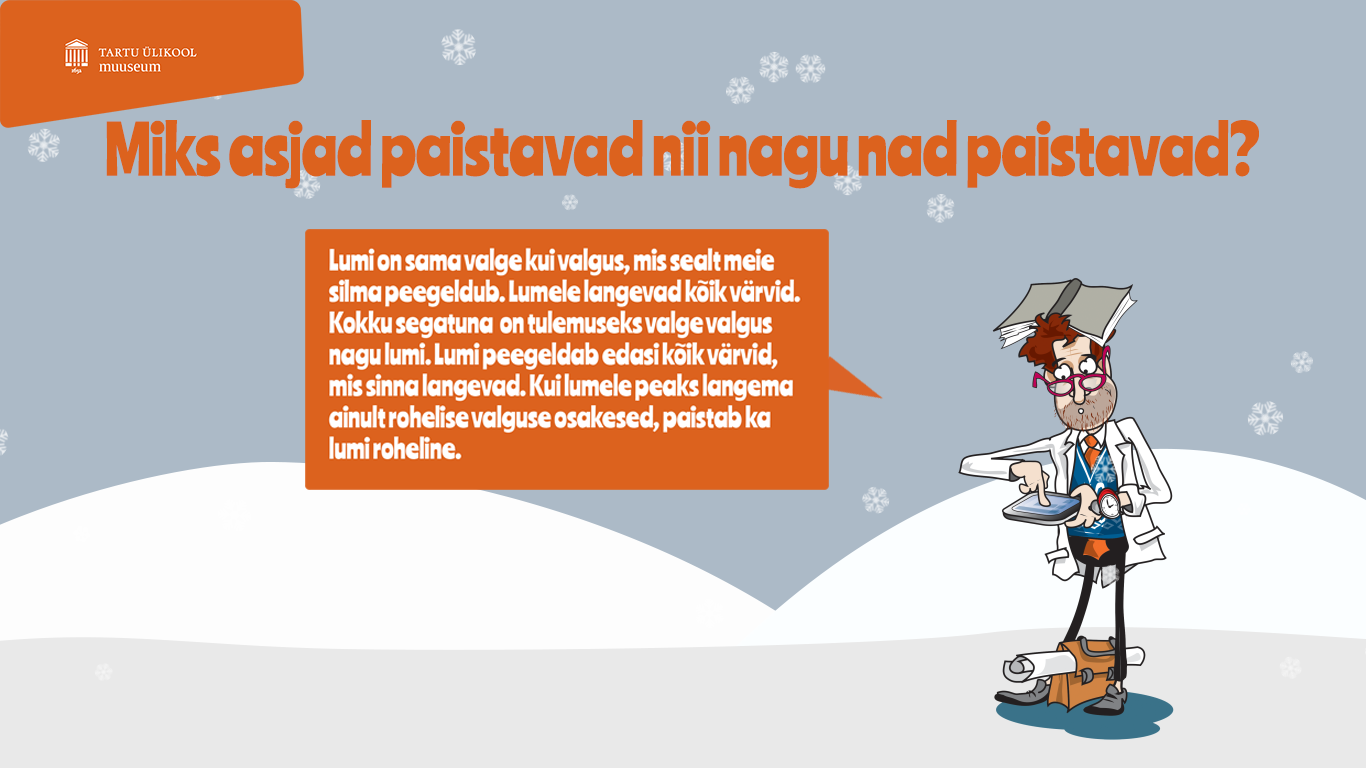 TARTU ÜLIKOOL
muuseum
1632
Miks asjad paistavad nii nagu nad paistavad?
Lumi on sama valge kui valgus, mis sealt meie
silma peegeldub. Lumele langevad kõik värvid.
Kokku segatuna on tulemuseks valge valgus
nagu lumi. Lumi peegeldab edasi kõik värvid,
mis sinna langevad. Kui lumele peaks langema
ainult rohelise valguse osakesed, paistab ka
lumi roheline.